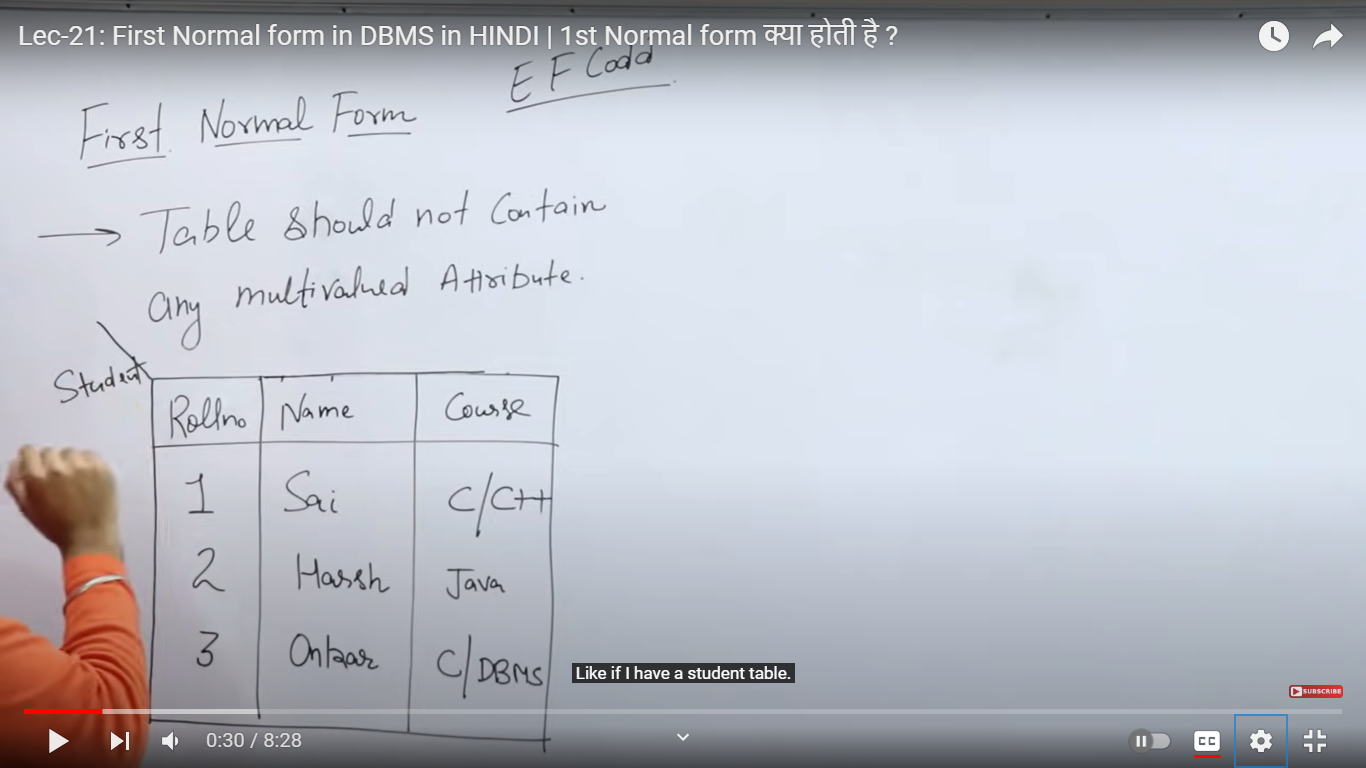 Lec-21: First Normal form in DBMS in HINDI | 1st Normal form क्या होती है ?
E F Codd
First Normal Form
Table should not Contain
any multivalued Attribute.
Student
Rollno Name Course
1 Sai C/C++
2 Harsh Java
3 Onkar C/DBMS
Like if I have a student table.
SUBSCRIBE
0:30 / 8:28
CC